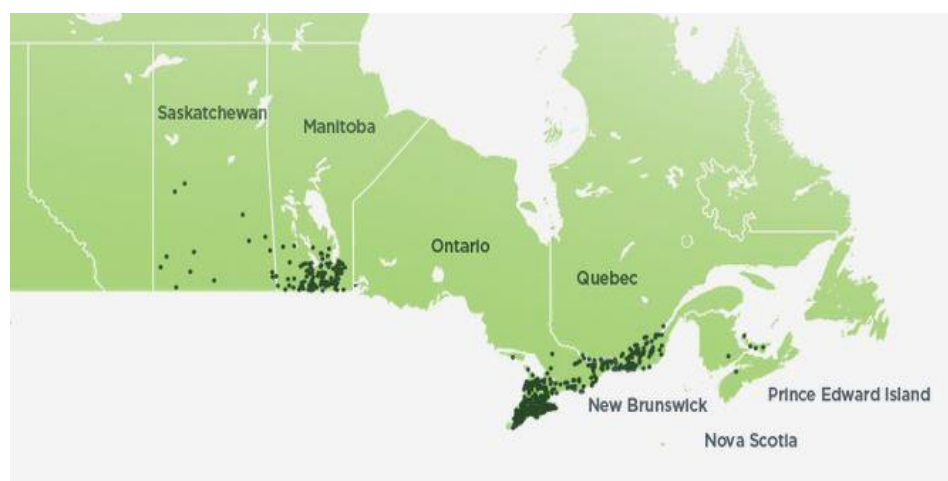 Saskatchewan
Manitoba
Ontario
Quebec
Prince Edward Island
New Brunswick
Nova Scotia